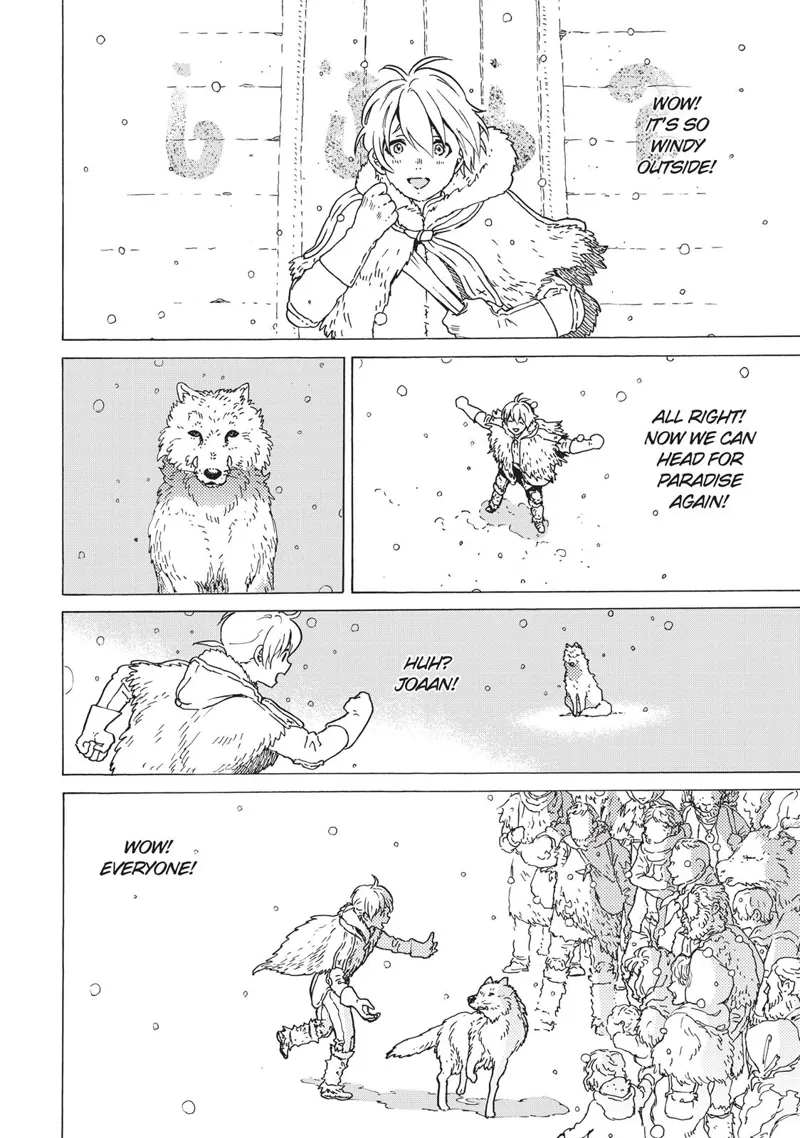 WOW!
IT'S SO
WINDY
OUTSIDE!
ALL RIGHT!
NOW WE CAN
HEAD FOR
PARADISE
AGAIN!
HUH?
JOAAN!
WOW!
EVERYONE!